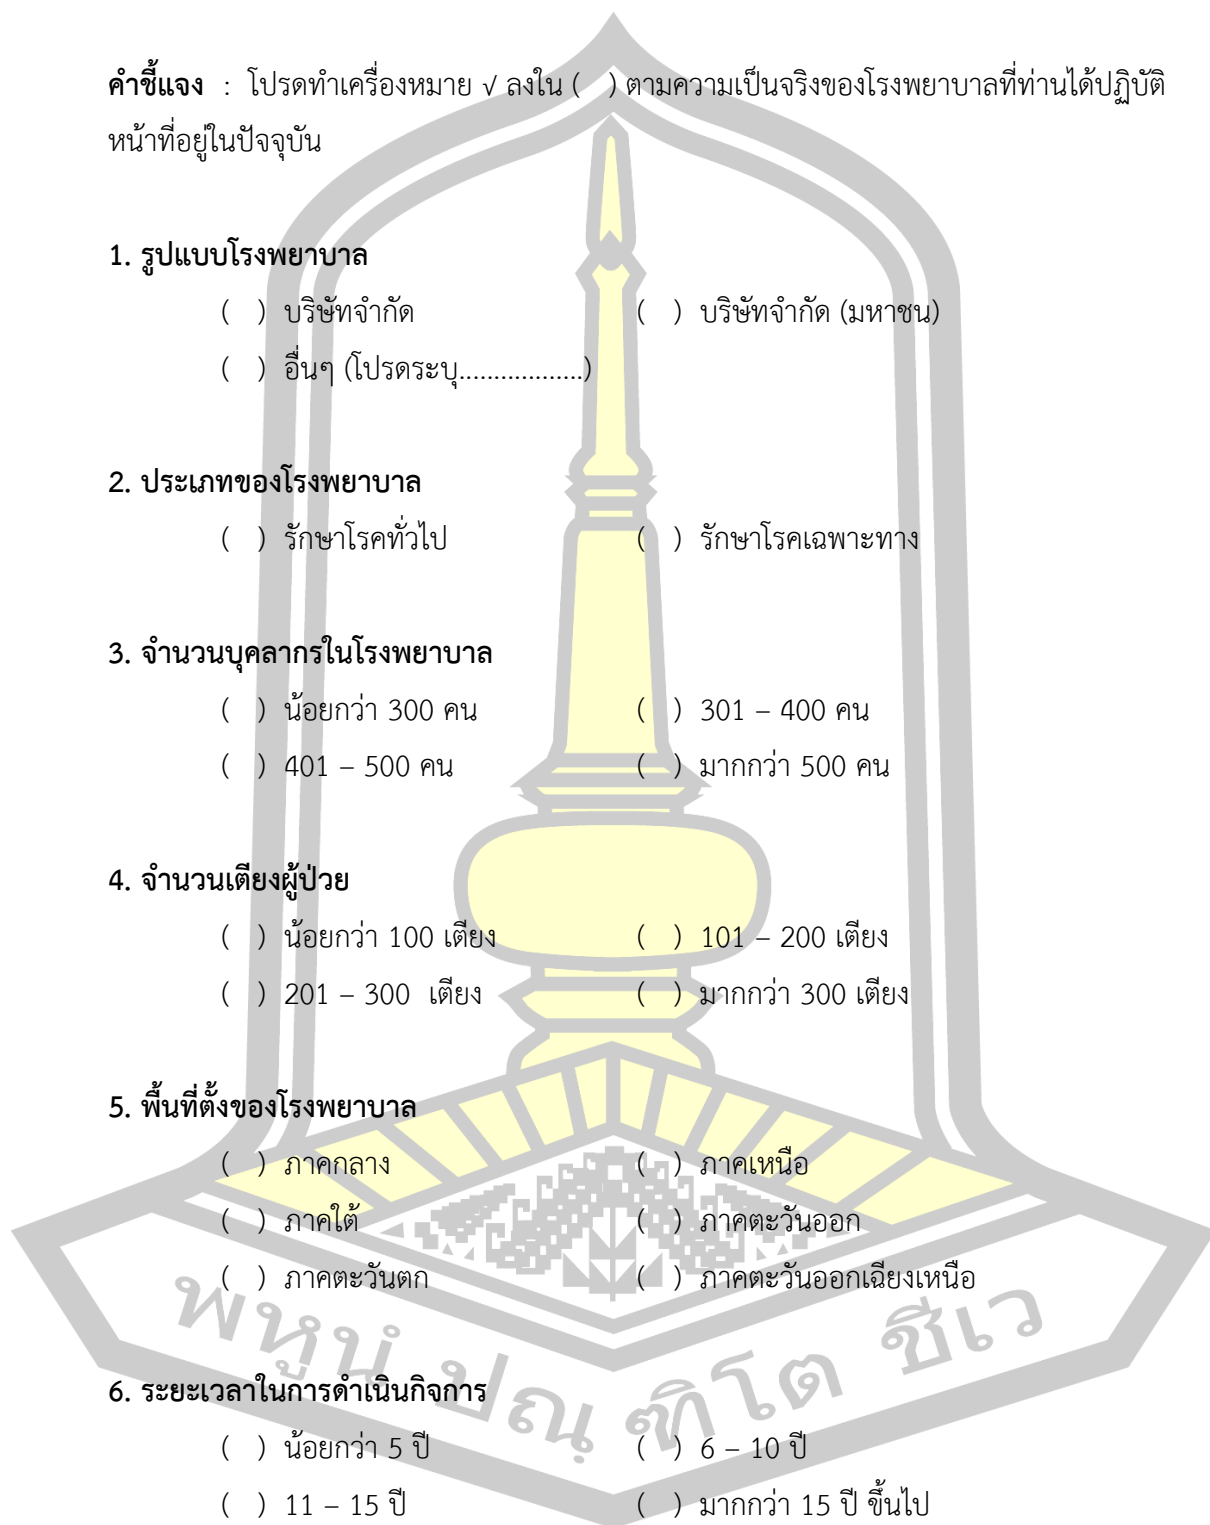 คำชี้แจง : โปรดทำเครื่องหมาย √ ลงใน ( ) ตามความเป็นจริงของโรงพยาบาลที่ท่านได้ปฏิบัติ
หน้าที่อยู่ในปัจจุบัน
1. รูปแบบโรงพยาบาล
( ) บริษัทจำกัด ( ) บริษัทจำกัด (มหาชน)
( ) อื่นๆ (โปรดระบุ..................)
2. ประเภทของโรงพยาบาล
( ) รักษาโรคทั่วไป ( ) รักษาโรคเฉพาะทาง
3. จำนวนบุคลากรในโรงพยาบาล
( ) น้อยกว่า 300 คน ( ) 301 – 400 คน
( ) 401 – 500 คน ( ) มากกว่า 500 คน
4. จำนวนเตียงผู้ป่วย
( ) น้อยกว่า 100 เตียง ( ) 101 – 200 เตียง
( ) 201 – 300 เตียง ( ) มากกว่า 300 เตียง
5. พื้นที่ตั้งของโรงพยาบาล
( ) ภาคกลาง ( ) ภาคเหนือ
( ) ภาคใต้ ( ) ภาคตะวันออก
( ) ภาคตะวันตก ( ) ภาคตะวันออกเฉียงเหนือ
พหูนํ ปณฺฑิโต ชีเว
6. ระยะเวลาในการดำเนินกิจการ
( ) น้อยกว่า 5 ปี ( ) 6 – 10 ปี
( ) 11 – 15 ปี ( ) มากกว่า 15 ปี ขึ้นไป